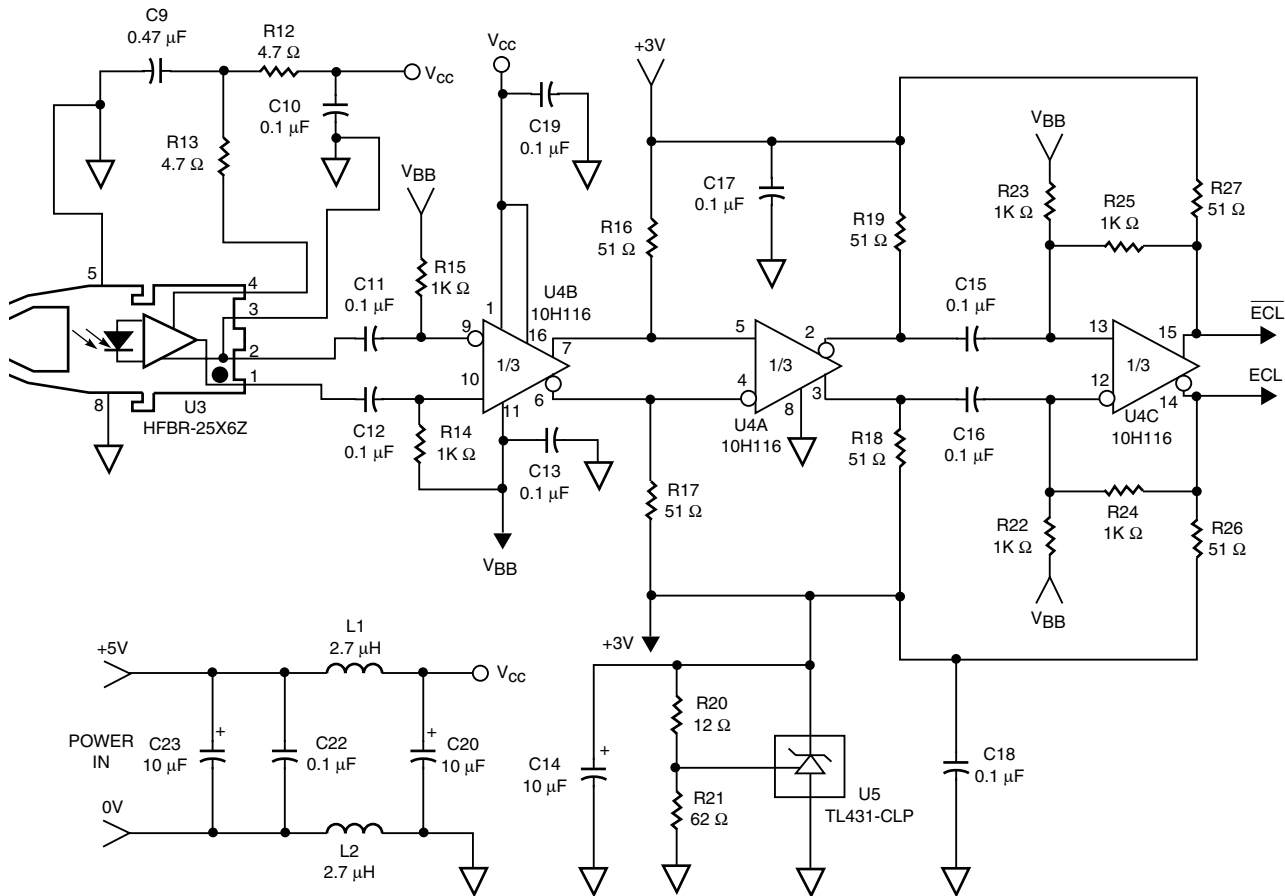 C9
0.47 μF
R12
4.7 Ω
VCC
C10
0.1 μF
R13
4.7 Ω
VCC
C19
0.1 μF
+3V
C17
0.1 μF
R16
51 Ω
R19
51 Ω
VBB
R23
1K Ω
R25
1K Ω
R27
51 Ω
VBB
R15
1K Ω
C11
0.1 μF
C12
0.1 μF
R14
1K Ω
C13
0.1 μF
VBB
5
4
3
2
1
8
U3
HFBR-25X6Z
1
16
U4B
10H116
9
10
11
1/3
7
6
5
4
1/3
2
3
8
U4A
10H116
C15
0.1 μF
C16
0.1 μF
R18
51 Ω
R17
51 Ω
13
12
1/3
15
14
U4C
10H116
ECL
ECL
R24
1K Ω
R22
1K Ω
VBB
R26
51 Ω
+3V
+5V
L1
2.7 μH
VCC
POWER
IN
C23
10 μF
+
C22
0.1 μF
C20
10 μF
+
0V
L2
2.7 μH
C14
10 μF
+
R20
12 Ω
R21
62 Ω
U5
TL431-CLP
C18
0.1 μF